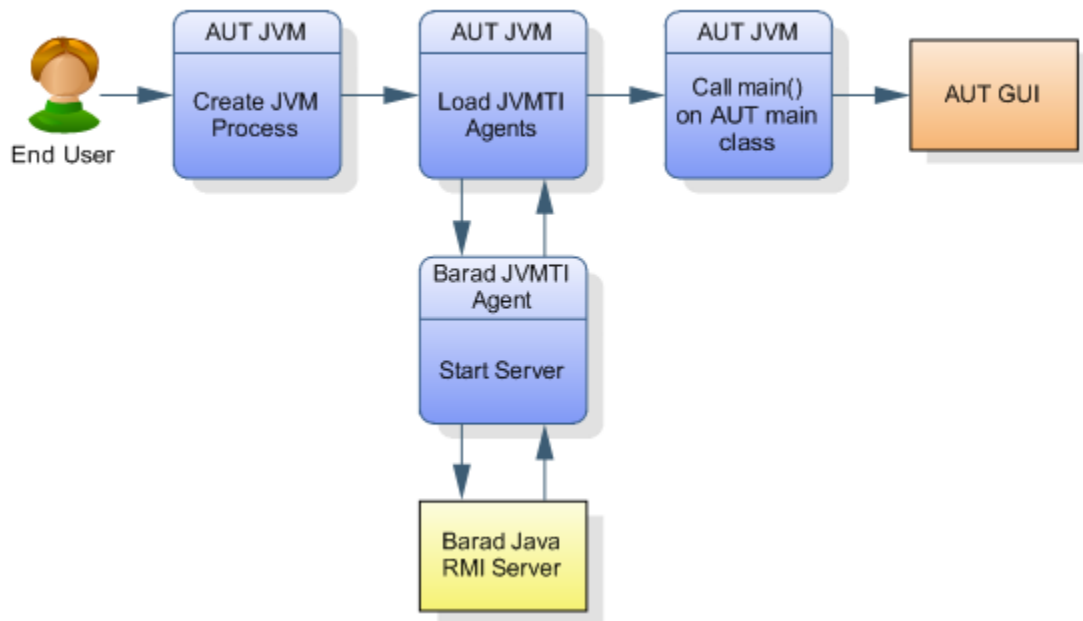 End User
AUT JVM
Create JVM
Process
AUT JVM
Load JVMTI
Agents
AUT JVM
Call main()
on AUT main
class
AUT GUI
Barad JVMTI
Agent
Start Server
Barad Java
RMI Server